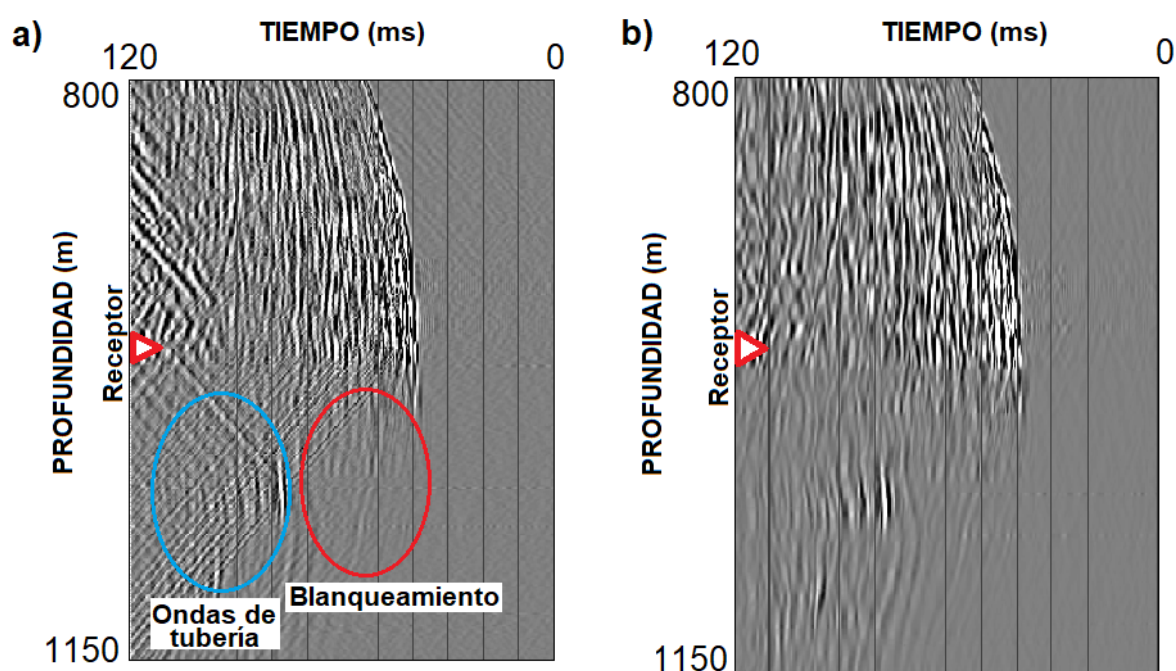 a)
TIEMPO (ms)
120
0
800
PROFUNDIDAD (m)
Receptor
Ondas de
tubería
Blanqueamiento
1150
b)
TIEMPO (ms)
120
0
800
PROFUNDIDAD (m)
Receptor
1150